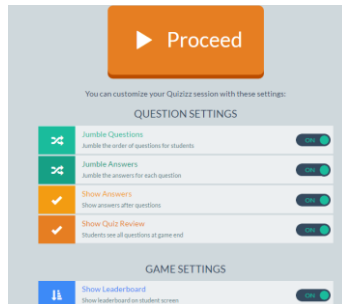 Proceed
You can customize your Quizizz session with these settings:
QUESTION SETTINGS
Jumble Questions
ON
Jumble the order of questions for students
Jumble Answers
ON
Jumble the answers for each question
Show Answers
ON
Show answers after questions
Show Quiz Review
ON
Students see all questions at game end
GAME SETTINGS
Show Leaderboard
ON
Show leaderboard on student screen